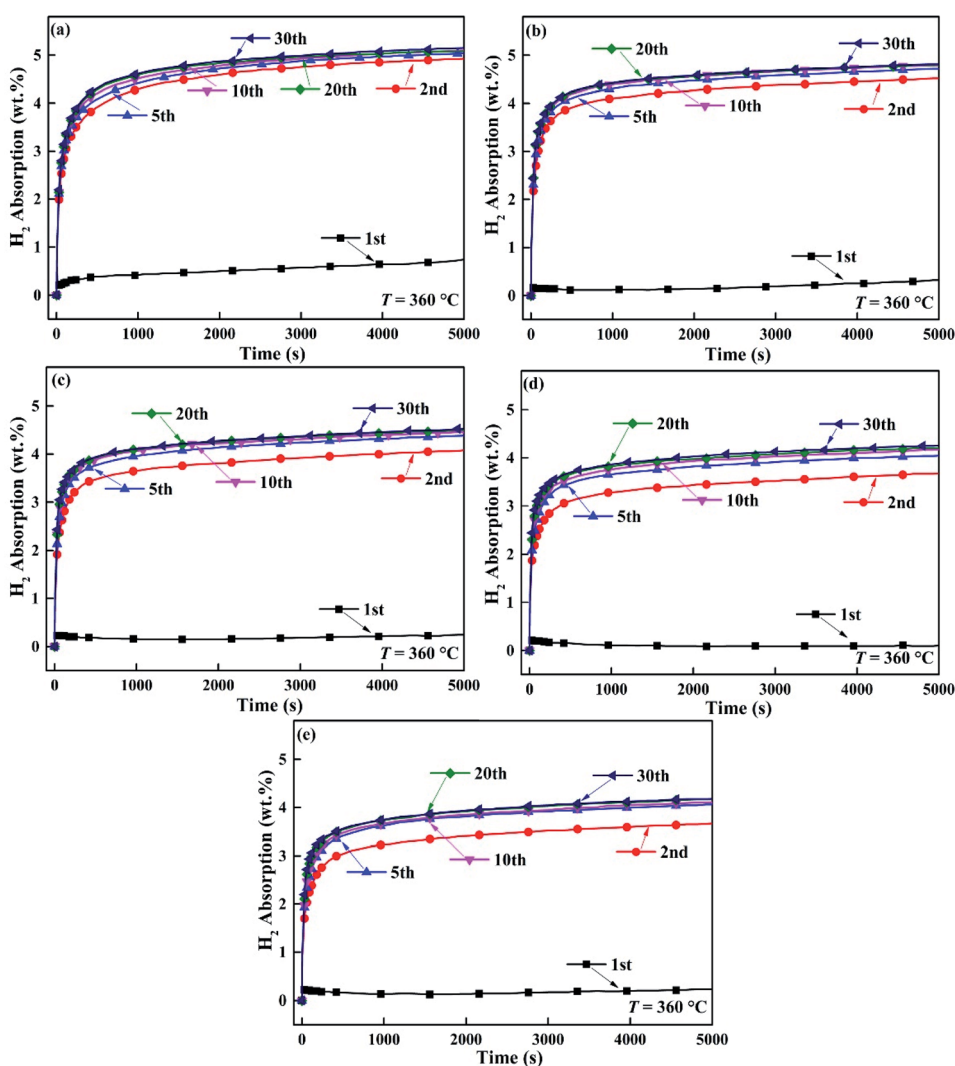 (a)
30th
10th
20th
2nd
5th
1st
T = 360 °C
H2 Absorption (wt.%)
5
4
3
2
1
0
0 1000 2000 3000 4000 5000
Time (s)
(b)
20th
30th
10th
2nd
5th
1st
T = 360 °C
H2 Absorption (wt.%)
5
4
3
2
1
0
0 1000 2000 3000 4000 5000
Time (s)
(c)
20th
30th
5th
10th
2nd
1st
T = 360 °C
H2 Absorption (wt.%)
5
4
3
2
1
0
0 1000 2000 3000 4000 5000
Time (s)
(d)
20th
30th
5th
10th
2nd
1st
T = 360 °C
H2 Absorption (wt.%)
5
4
3
2
1
0
0 1000 2000 3000 4000 5000
Time (s)
(e)
20th
30th
5th
10th
2nd
1st
T = 360 °C
H2 Absorption (wt.%)
5
4
3
2
1
0
0 1000 2000 3000 4000 5000
Time (s)